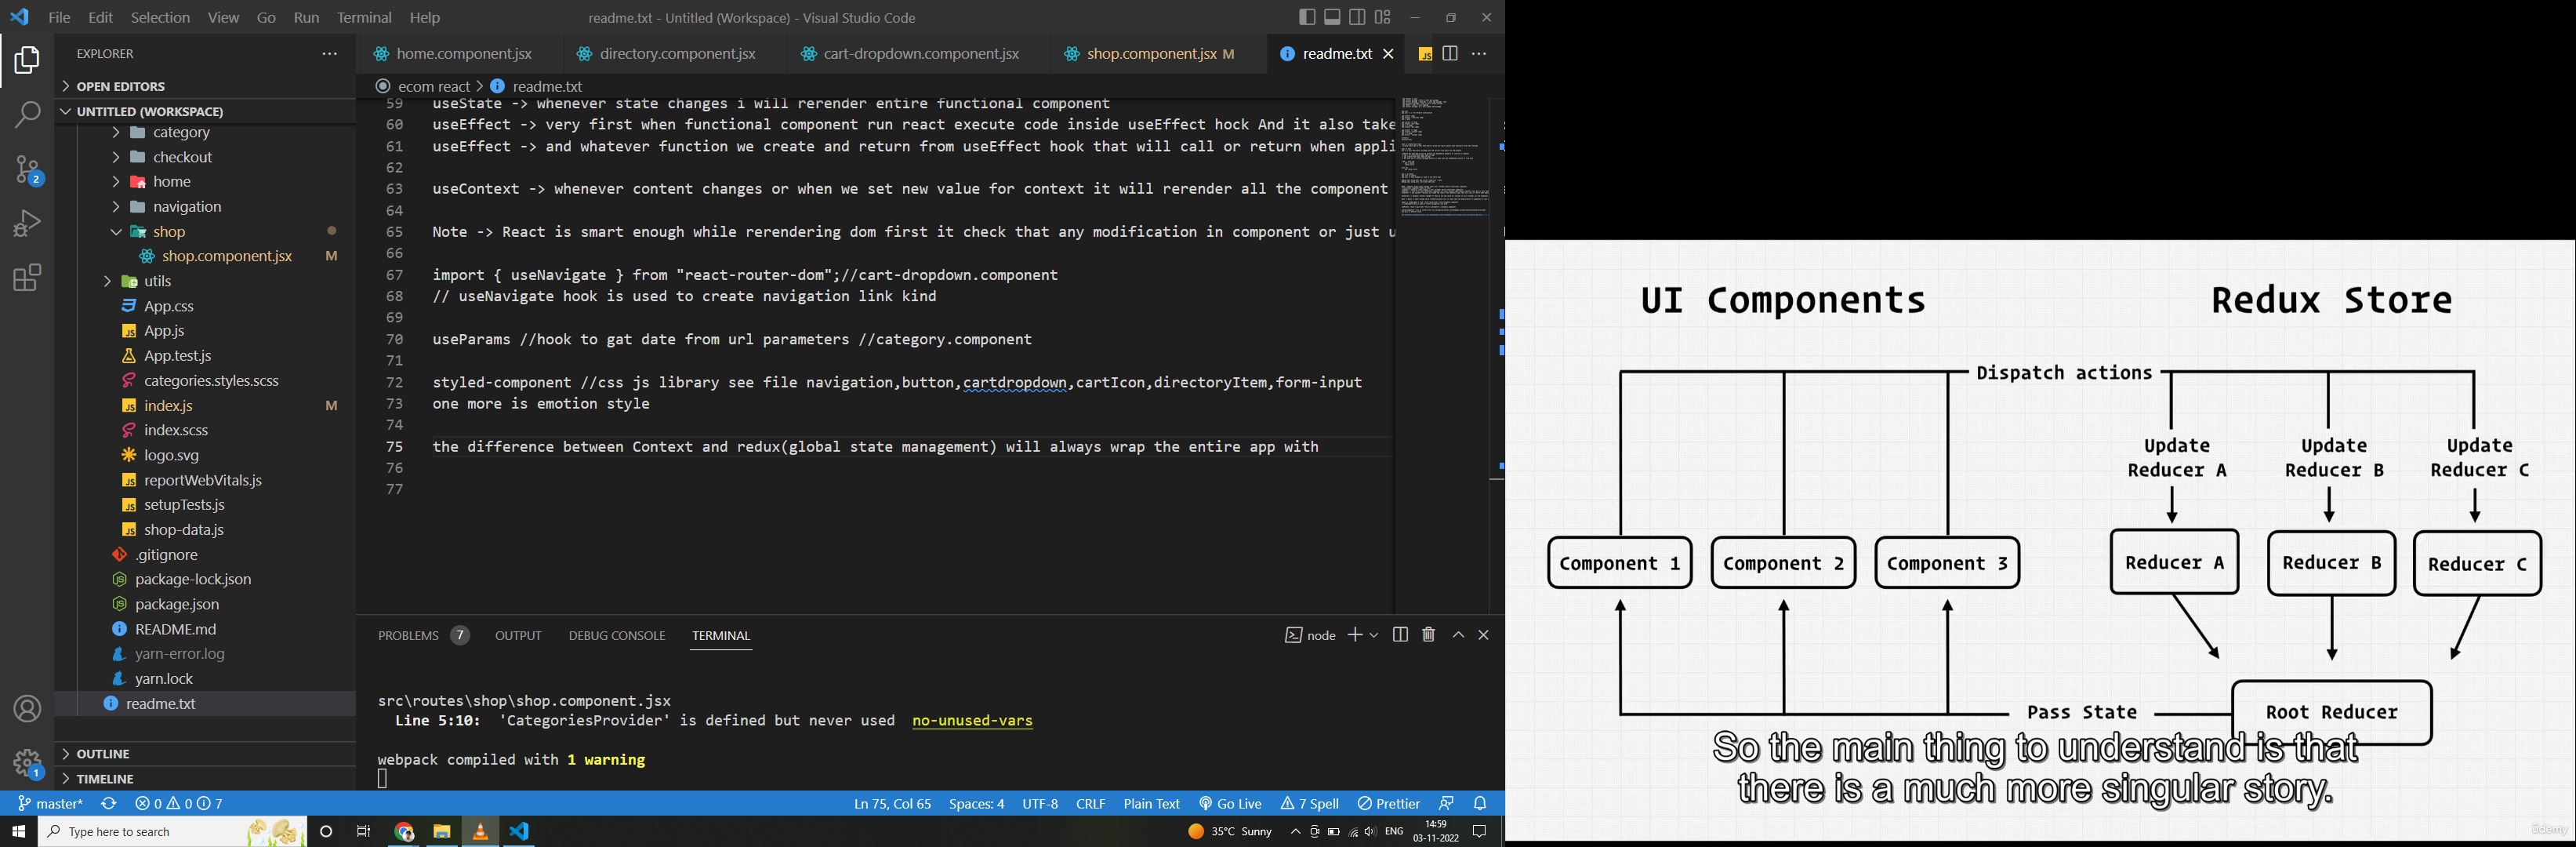 File Edit Selection View Go Run Terminal Help
readme.txt - Untitled (Workspace) - Visual Studio Code
EXPLORER
home.component.jsx
directory.component.jsx
cart-dropdown.component.jsx
shop.component.jsx M
readme.txt
JS
ecom react > readme.txt
OPEN EDITORS
UNTITLED (WORKSPACE)
category
checkout
home
navigation
shop
shop.component.jsx M
utils
App.css
App.js
App.test.js
categories.styles.scss
index.js M
index.scss
logo.svg
reportWebVitals.js
setupTests.js
shop-data.js
.gitignore
package-lock.json
package.json
README.md
yarn-error.log
yarn.lock
readme.txt
OUTLINE
TIMELINE
2
1
59 useState -> whenever state changes i will rerender entire functional component
60 useEffect -> very first when functional component run react execute code inside useEffect hock And it also take
61 useEffect -> and whatever function we create and return from useEffect hook that will call or return when appli
62
63 useContext -> whenever content changes or when we set new value for context it will rerender all the component
64
65 Note -> React is smart enough while rerendering dom first it check that any modification in component or just u
66
67 import { useNavigate } from "react-router-dom";//cart-dropdown.component
68 // useNavigate hook is used to create navigation link kind
69
70 useParams //hook to gat date from url parameters //category.component
71
72 styled-component //css js library see file navigation,button,cartdropdown,cartIcon,directoryItem,form-input
73 one more is emotion style
74
75 the difference between Context and redux(global state management) will always wrap the entire app with
76
77
PROBLEMS 7 OUTPUT DEBUG CONSOLE TERMINAL
node
src\routes\shop\shop.component.jsx
Line 5:10: 'CategoriesProvider' is defined but never used no-unused-vars
webpack compiled with 1 warning
master* 0 0 7
Ln 75, Col 65 Spaces: 4 UTF-8 CRLF Plain Text Go Live 7 Spell Prettier
Type here to search
35°C Sunny
ENG
14:59
03-11-2022
UI Components
Redux Store
Dispatch actions
Update Reducer A
Update Reducer B
Update Reducer C
Component 1
Component 2
Component 3
Reducer A
Reducer B
Reducer C
Pass State
Root Reducer
So the main thing to understand is that
there is a much more singular story.
ûdemy